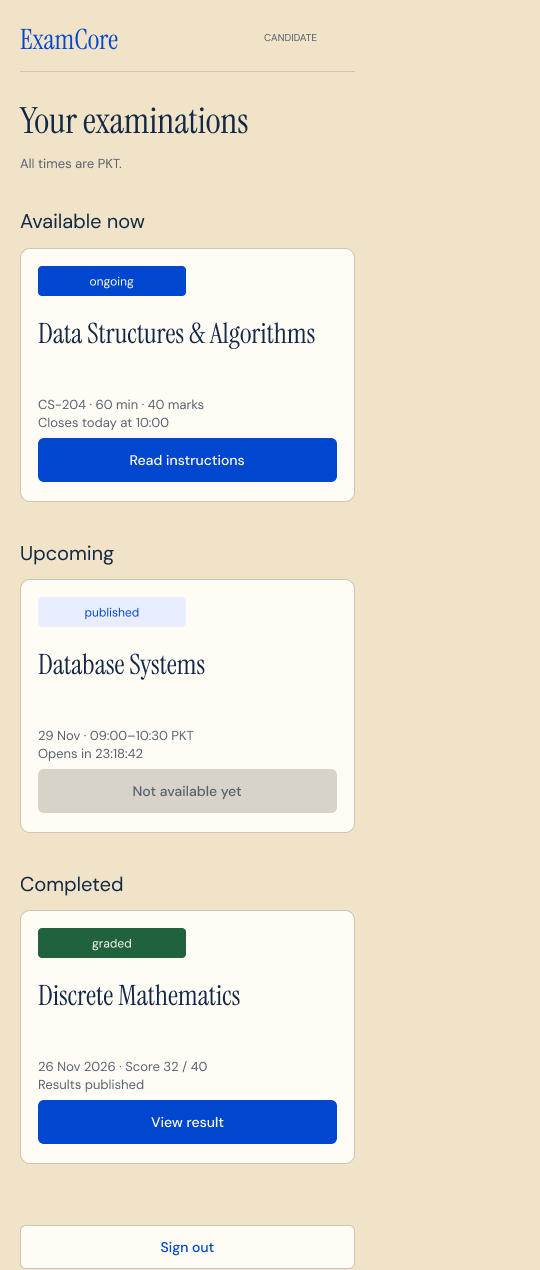 ExamCore
CANDIDATE
Your examinations
All times are PKT.
Available now
ongoing
Data Structures & Algorithms
CS-204 · 60 min · 40 marks
Closes today at 10:00
Read instructions
Upcoming
published
Database Systems
29 Nov · 09:00–10:30 PKT
Opens in 23:18:42
Not available yet
Completed
graded
Discrete Mathematics
26 Nov 2026 · Score 32 / 40
Results published
View result
Sign out